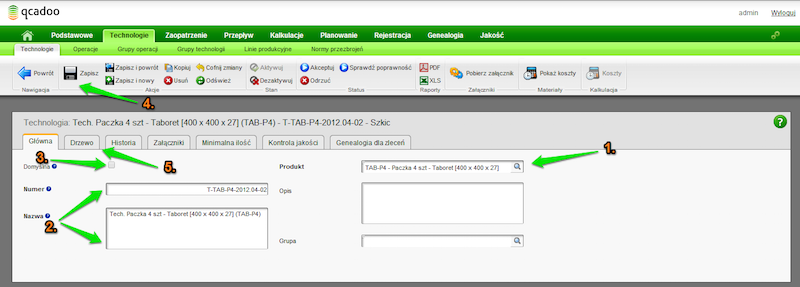 qcadoo
admin Wyloguj
Podstawowe Technologie Zaopatrzenie Przepływ Kalkulacje Planowanie Rejestracja Genealogia Jakość
Technologie Operacje Grupy operacji Grupy technologii Linie produkcyjne Normy przezbrojeń
Powrót Zapisz Zapisz i powrót Kopiuj Cofnij zmiany Aktywuj Akceptuj Sprawdź poprawność PDF Pobierz załącznik Pokaż koszty Koszty
Zapisz i nowy Usuń Odśwież Dezaktywuj Odrzuć XLS
Nawigacja Akcje Stan Status Raporty Załączniki Materiały Kalkulacja
4.
Technologia: Tech. Paczka 4 szt - Taboret [400 x 400 x 27] (TAB-P4) - T-TAB-P4-2012.04-02 - Szkic
Główna Drzewo Historia Załączniki Minimalna ilość Kontrola jakości Genealogia dla zleceń
1.
3.
5.
Domyślna
Produkt TAB-P4 - Paczka 4 szt - Taboret [400 x 400 x 27]
Numer T-TAB-P4-2012.04-02
Opis
Nazwa Tech. Paczka 4 szt - Taboret [400 x 400 x 27] (TAB-P4)
2.
Grupa